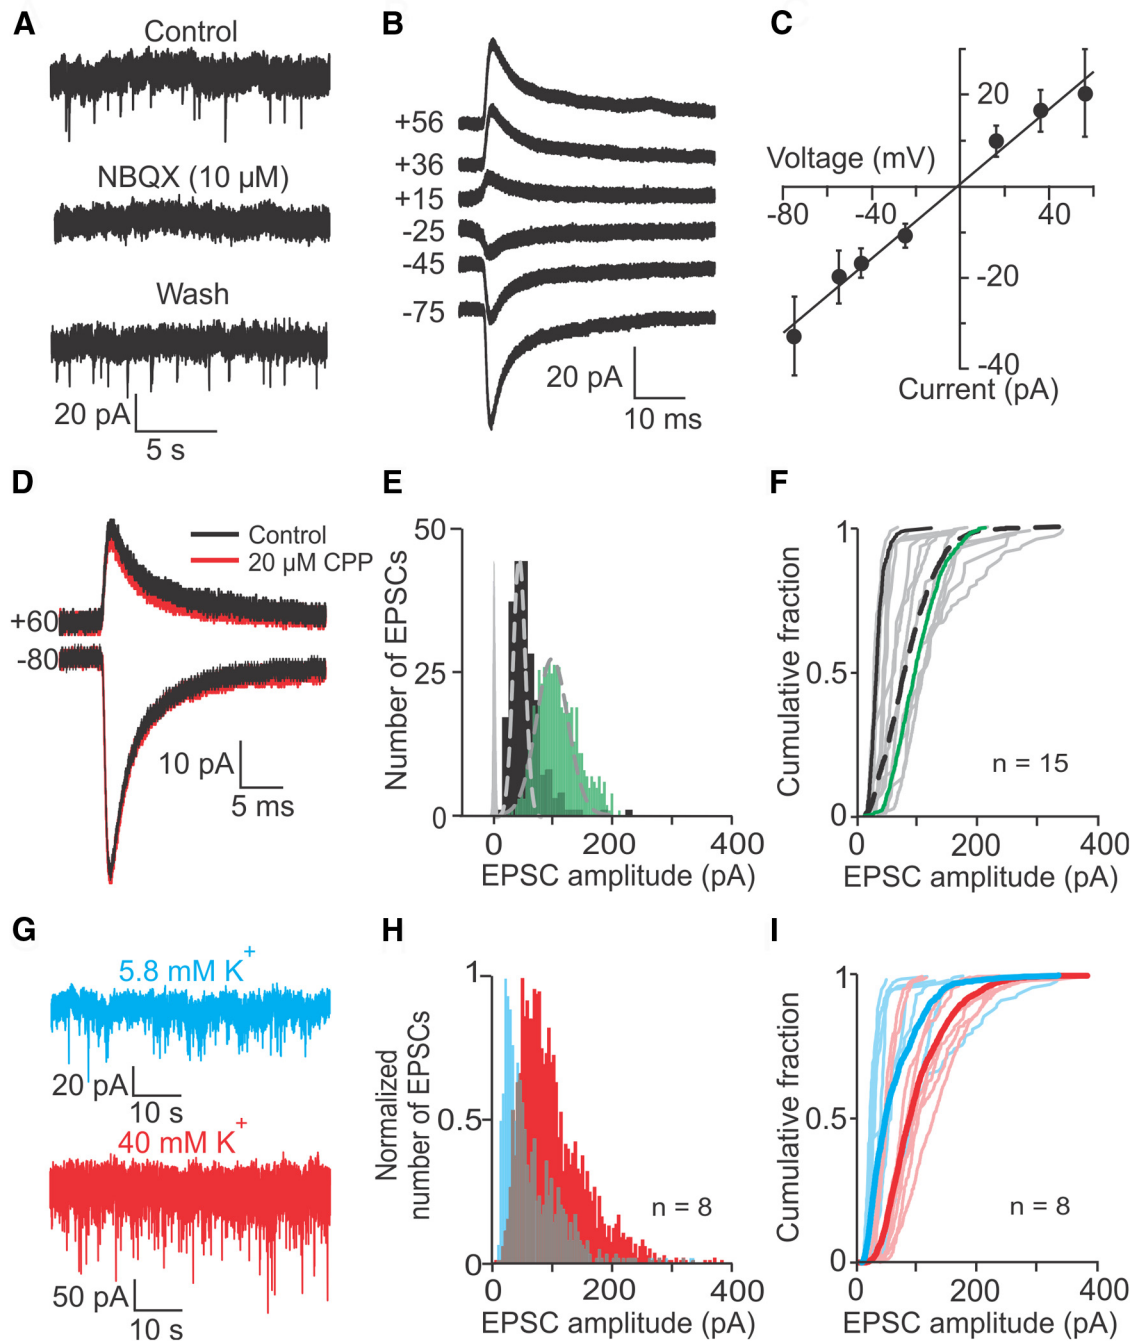 A
Control
NBQX (10 µM)
Wash
20 pA
5 s
B
+56
+36
+15
-25
-45
-75
20 pA
10 ms
C
20
Voltage (mV)
-80
-40
40
-20
-40
Current (pA)
D
Control
20 µM CPP
+60
-80
10 pA
5 ms
E
50
25
0
Number of EPSCs
0
200
400
EPSC amplitude (pA)
F
1
0.5
0
Cumulative fraction
n = 15
0
200
400
EPSC amplitude (pA)
G
5.8 mM K+
20 pA
10 s
40 mM K+
50 pA
10 s
H
1
0.5
0
Normalized
number of EPSCs
n = 8
0
200
400
EPSC amplitude (pA)
I
1
0.5
0
Cumulative fraction
n = 8
0
200
400
EPSC amplitude (pA)